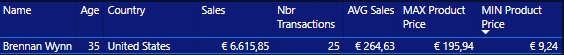 Name Age Country Sales Nbr Transactions AVG Sales MAX Product Price MIN Product Price
Brennan Wynn 35 United States € 6.615,85 25 € 264,63 € 195,94 € 9,24